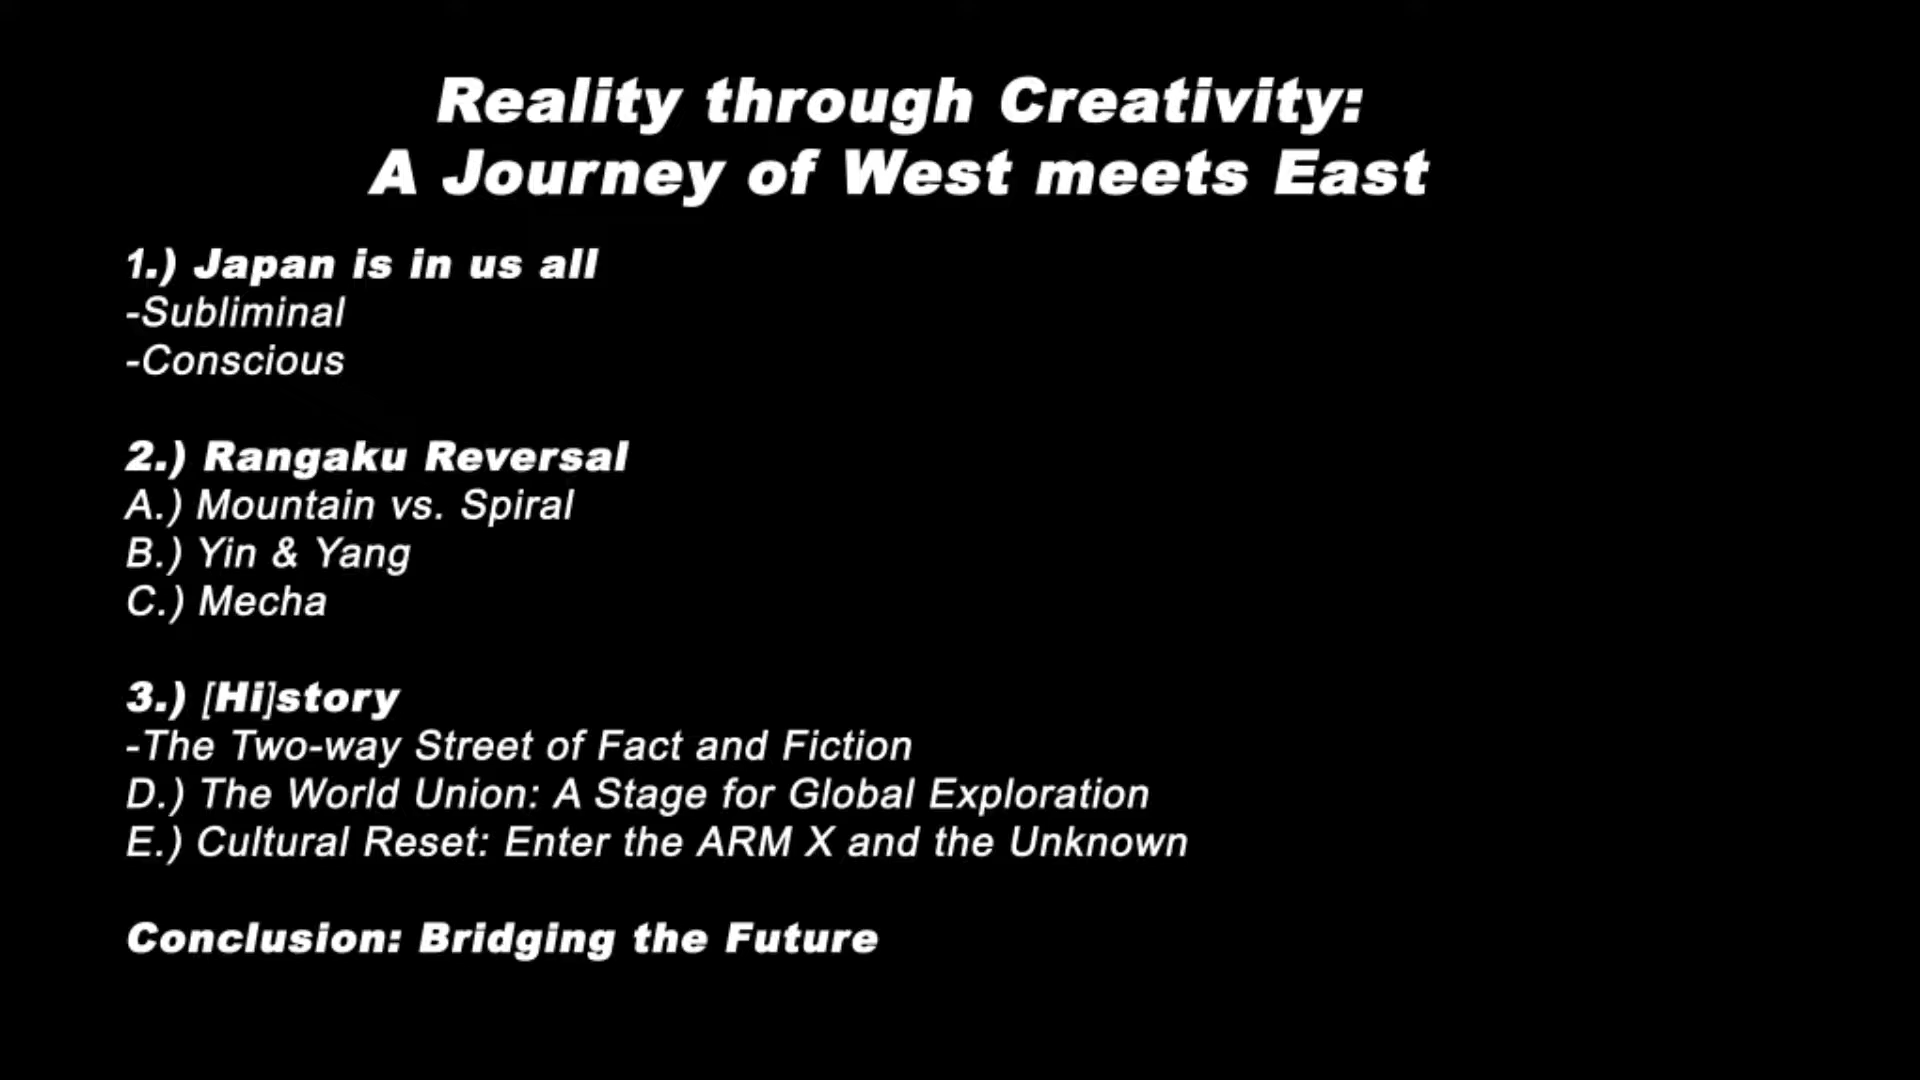 Reality through Creativity:
A Journey of West meets East
1.) Japan is in us all
-Subliminal
-Conscious
2.) Rangaku Reversal
A.) Mountain vs. Spiral
B.) Yin & Yang
C.) Mecha
3.) [Hi]story
-The Two-way Street of Fact and Fiction
D.) The World Union: A Stage for Global Exploration
E.) Cultural Reset: Enter the ARM X and the Unknown
Conclusion: Bridging the Future